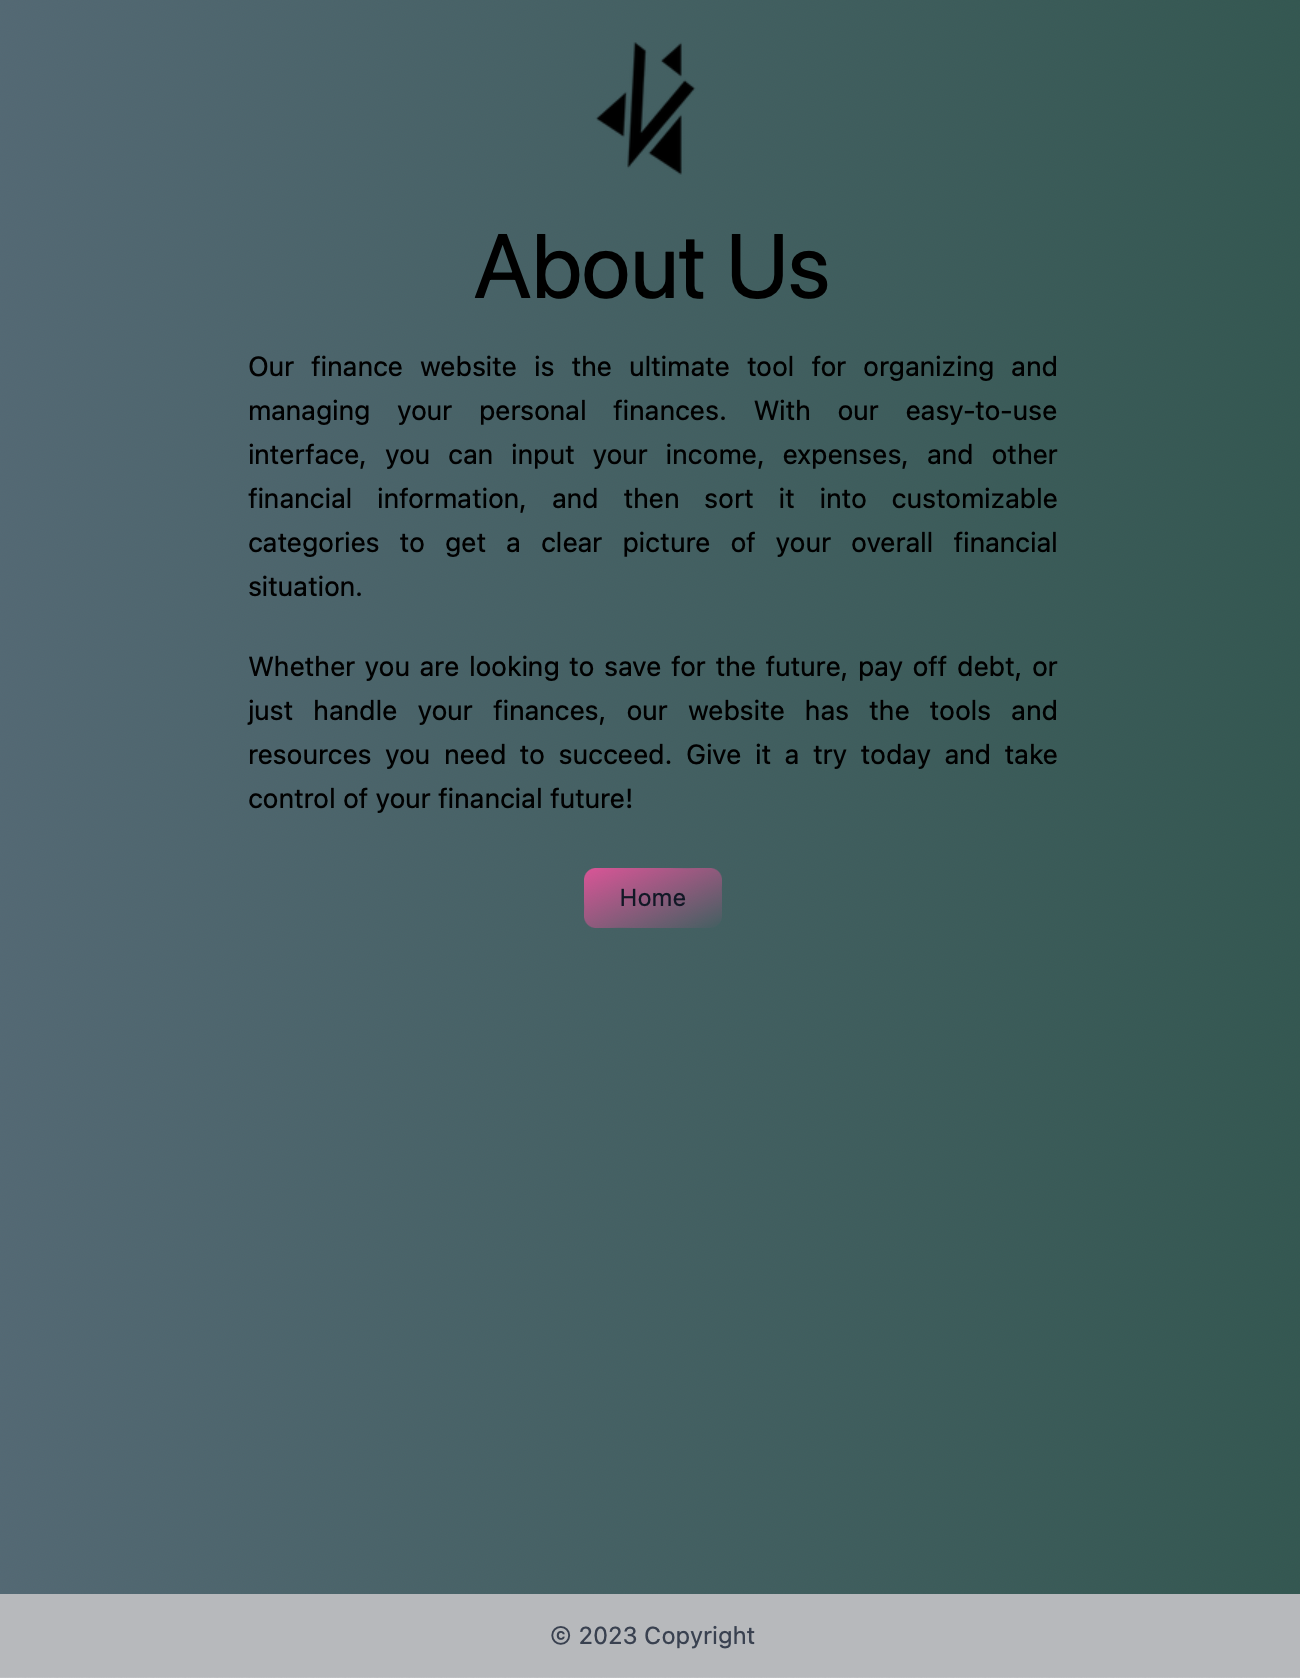 About Us
Our finance website is the ultimate tool for organizing and
managing your personal finances. With our easy-to-use
interface, you can input your income, expenses, and other
financial information, and then sort it into customizable
categories to get a clear picture of your overall financial
situation.
Whether you are looking to save for the future, pay off debt, or
just handle your finances, our website has the tools and
resources you need to succeed. Give it a try today and take
control of your financial future!
Home
© 2023 Copyright